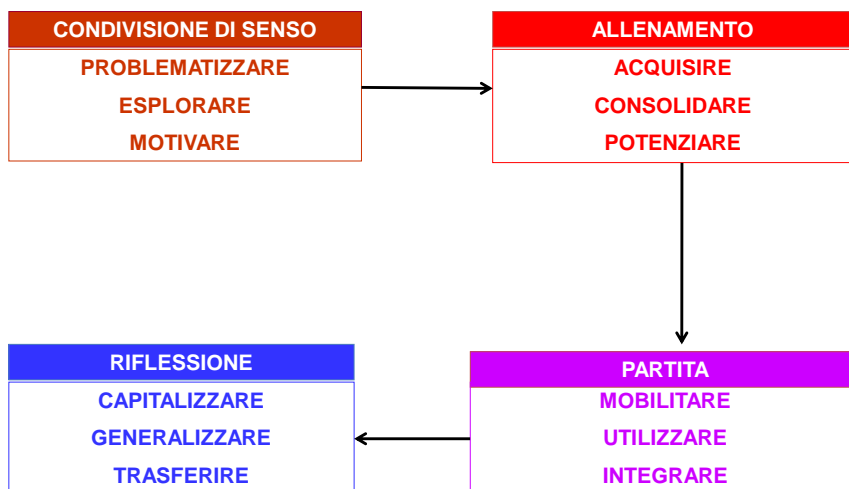 CONDIVISIONE DI SENSO
PROBLEMATIZZARE
ESPLORARE
MOTIVARE
ALLENAMENTO
ACQUISIRE
CONSOLIDARE
POTENZIARE
RIFLESSIONE
CAPITALIZZARE
GENERALIZZARE
TRASFERIRE
PARTITA
MOBILITARE
UTILIZZARE
INTEGRARE